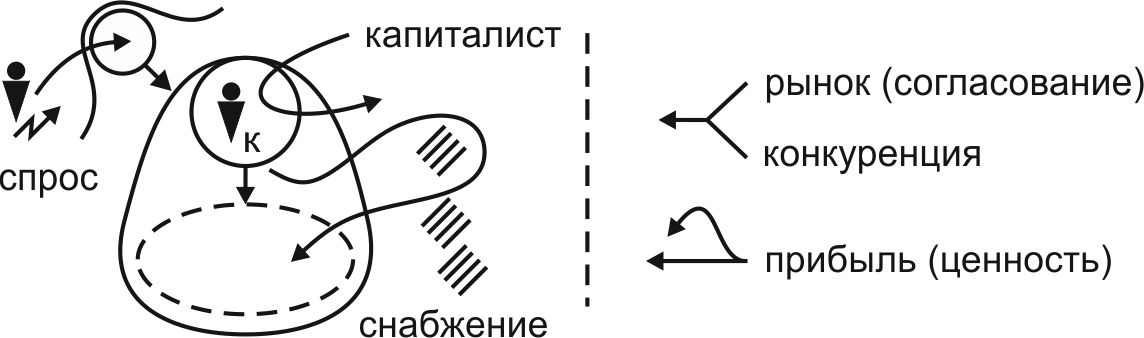 капиталист
к
спрос
снабжение
рынок (согласование)
конкуренция
прибыль (ценность)